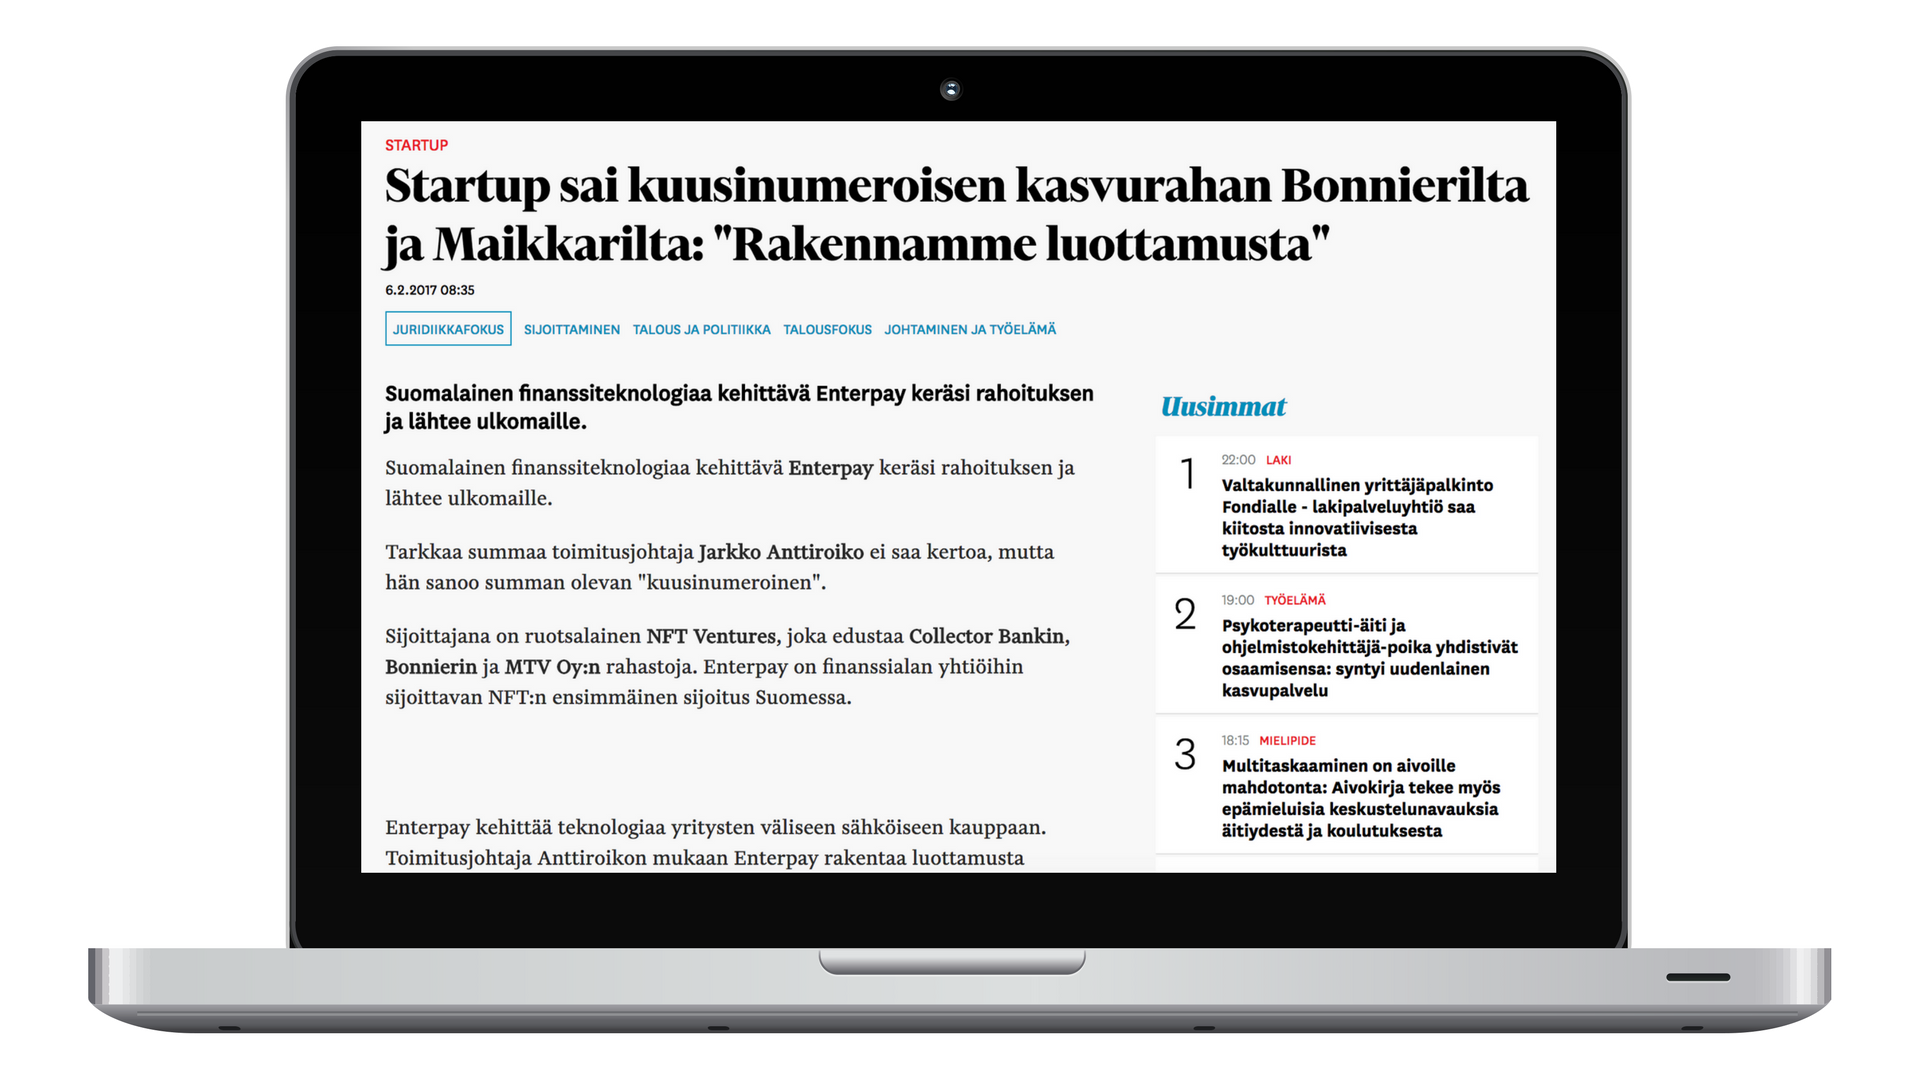 STARTUP
Startup sai kuusinumeroisen kasvurahan Bonnierilta
ja Maikkarilta: "Rakennamme luottamusta"
6.2.2017 08:35
JURIDIIKKAFOKUS SIJOITTAMINEN TALOUS JA POLITIIKKA TALOUSFOKUS JOHTAMINEN JA TYÖELÄMÄ
Suomalainen finanssiteknologiaa kehittävä Enterpay keräsi rahoituksen
ja lähtee ulkomaille.
Suomalainen finanssiteknologiaa kehittävä Enterpay keräsi rahoituksen ja
lähtee ulkomaille.
Tarkkaa summaa toimitusjohtaja Jarkko Anttiroiko ei saa kertoa, mutta
hän sanoo summan olevan "kuusinumeroinen".
Sijoittajana on ruotsalainen NFT Ventures, joka edustaa Collector Bankin,
Bonnierin ja MTV Oy:n rahastoja. Enterpay on finanssialan yhtiöihin
sijoittavan NFT:n ensimmäinen sijoitus Suomessa.
Enterpay kehittää teknologiaa yritysten väliseen sähköiseen kauppaan.
Toimitusjohtaja Anttiroikon mukaan Enterpay rakentaa luottamusta
Uusimmat
1 22:00 LAKI
Valtakunnallinen yrittäjäpalkinto
Fondialle - lakipalveluyhtiö saa
kiitosta innovatiivisesta
työkulttuurista
2 19:00 TYÖELÄMÄ
Psykoterapeutti-äiti ja
ohjelmistokehittäjä-poika yhdistivät
osaamisensa: syntyi uudenlainen
kasvupalvelu
3 18:15 MIELIPIDE
Multitaskaaminen on aivoille
mahdotonta: Aivokirja tekee myös
epämieluisia keskustelunavauksia
äitiydestä ja koulutuksesta